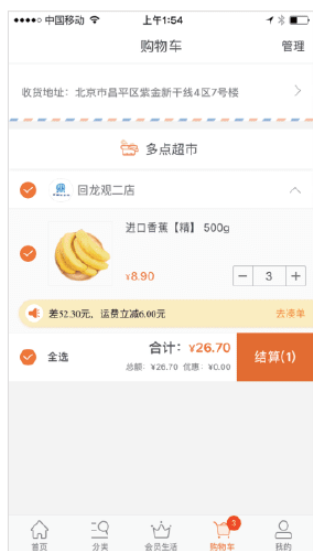 中国移动 上午1:54
购物车 管理
收货地址：北京市昌平区紫金新干线4区7号楼
多点超市
回龙观二店
进口香蕉【精】 500g
¥8.90
3
差52.30元，运费立减6.00元 去凑单
全选 合计：¥26.70 结算(1)
总额：¥26.70 优惠：¥0.00
3
首页 分类 会员生活 购物车 我的